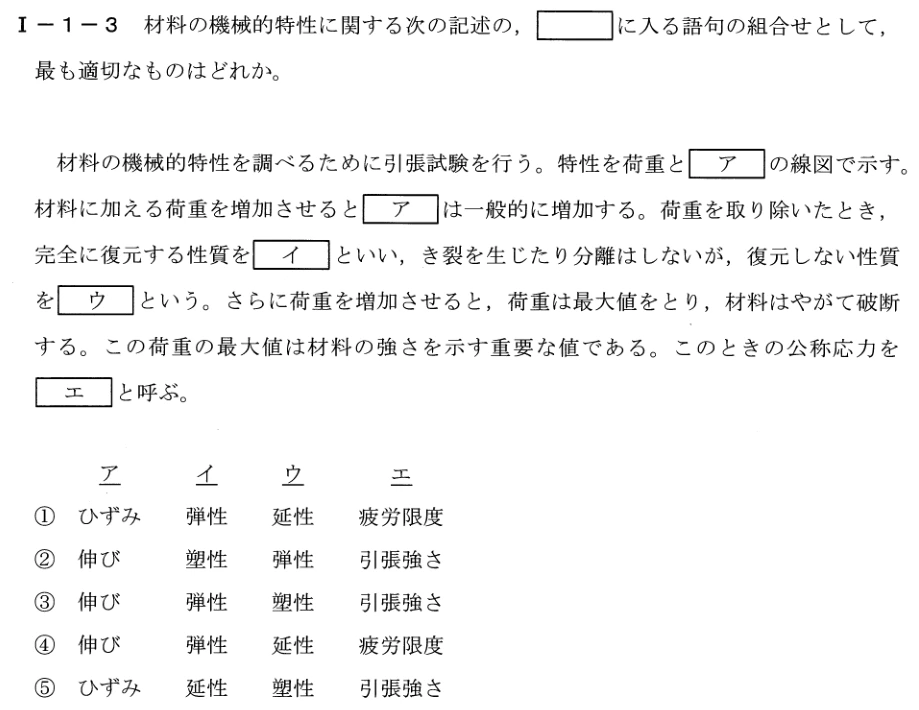 Ⅰ－1－3 材料の機械的特性に関する次の記述の，　　に入る語句の組合せとして，
最も適切なものはどれか。
材料の機械的特性を調べるために引張試験を行う。特性を荷重と ア の線図で示す。
材料に加える荷重を増加させると ア は一般的に増加する。荷重を取り除いたとき，
完全に復元する性質を イ といい，き裂を生じたり分離はしないが，復元しない性質
を ウ という。さらに荷重を増加させると，荷重は最大値をとり，材料はやがて破断
する。この荷重の最大値は材料の強さを示す重要な値である。このときの公称応力を
エ と呼ぶ。
ア イ ウ エ
① ひずみ 弾性 延性 疲労限度
② 伸び 塑性 弾性 引張強さ
③ 伸び 弾性 塑性 引張強さ
④ 伸び 弾性 延性 疲労限度
⑤ ひずみ 延性 塑性 引張強さ